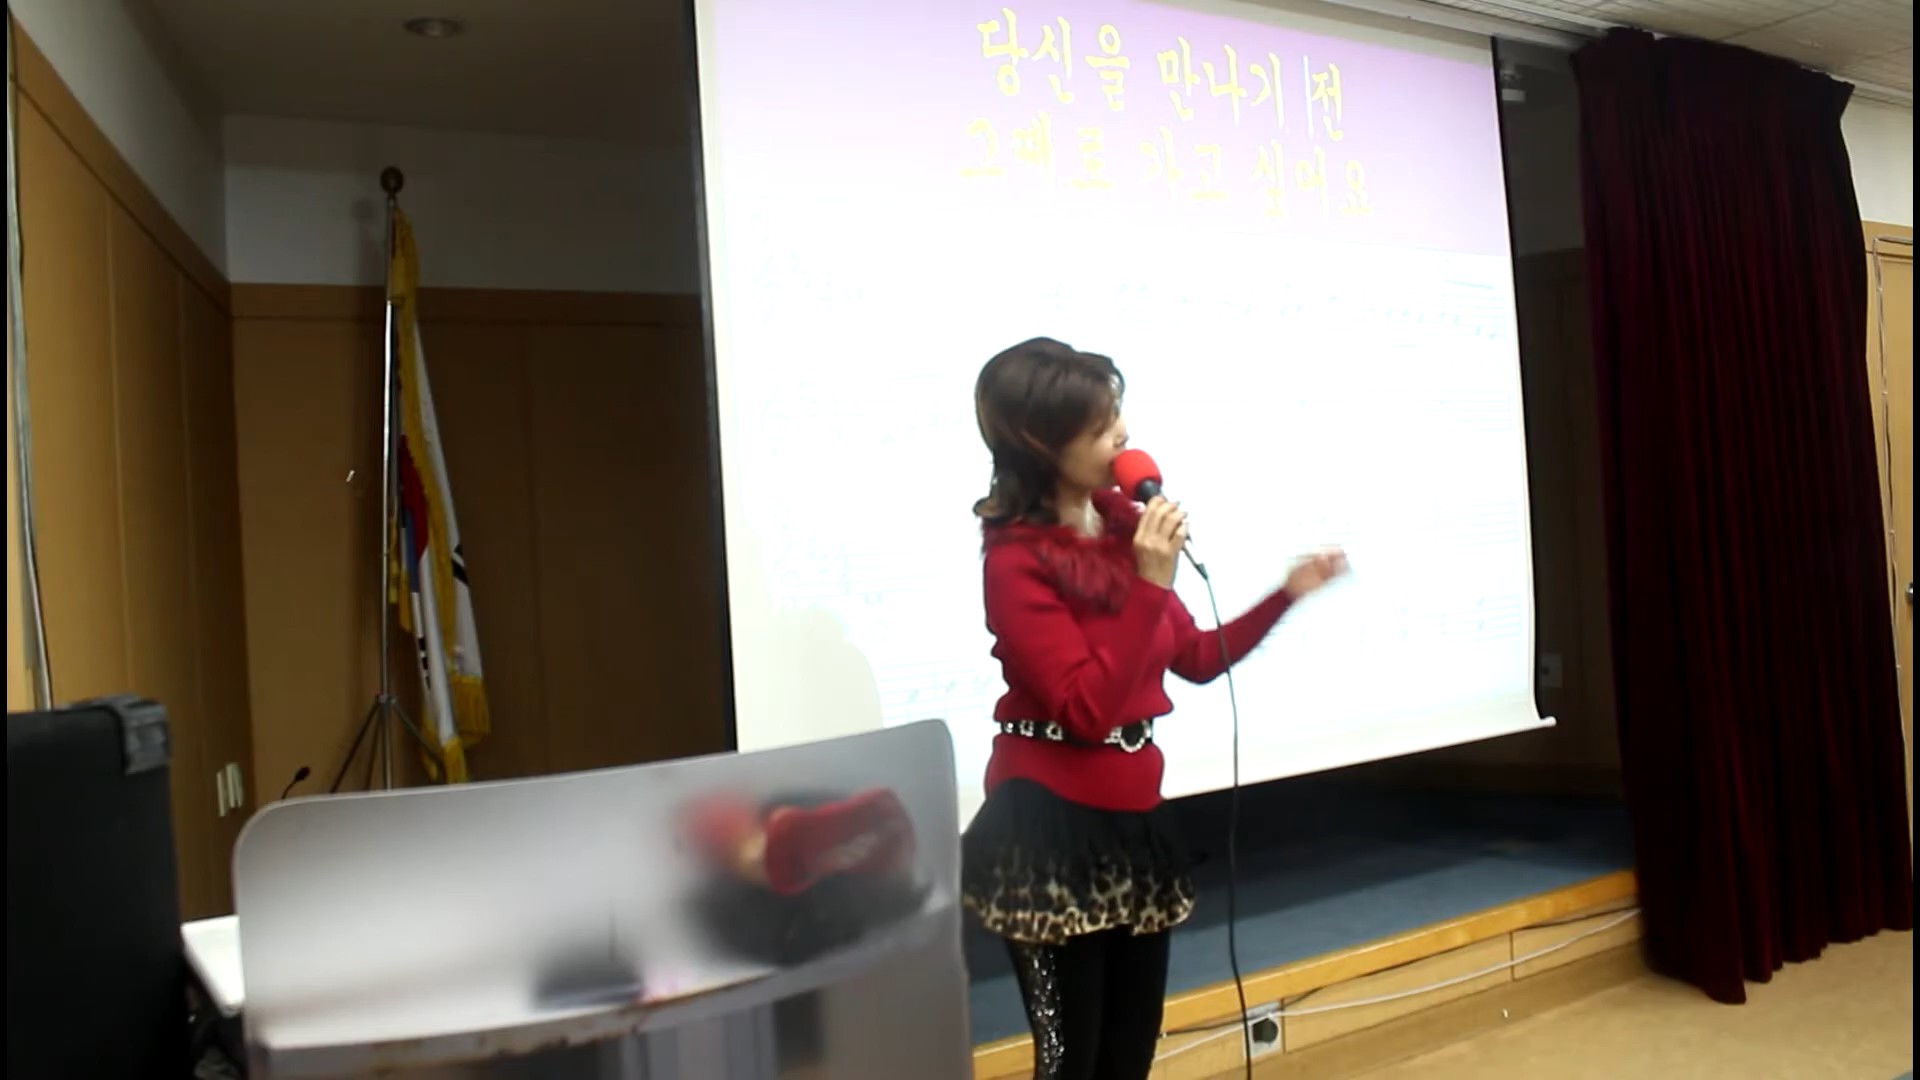 당신을 만나기 전
그때로 가고 싶어요